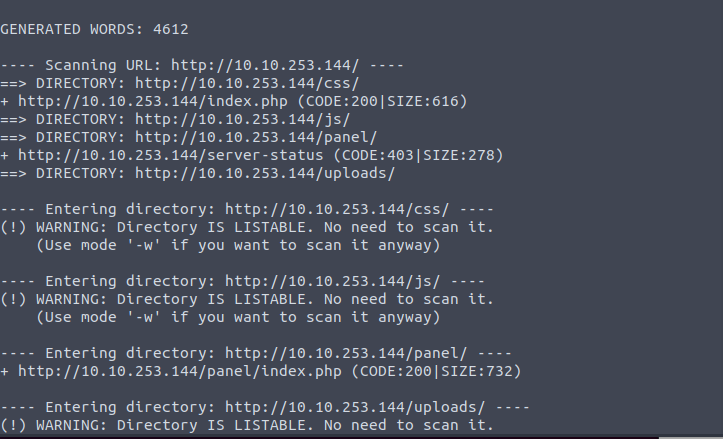 GENERATED WORDS: 4612
---- Scanning URL: http://10.10.253.144/ ----
==> DIRECTORY: http://10.10.253.144/css/
+ http://10.10.253.144/index.php (CODE:200|SIZE:616)
==> DIRECTORY: http://10.10.253.144/js/
==> DIRECTORY: http://10.10.253.144/panel/
+ http://10.10.253.144/server-status (CODE:403|SIZE:278)
==> DIRECTORY: http://10.10.253.144/uploads/
---- Entering directory: http://10.10.253.144/css/ ----
(!) WARNING: Directory IS LISTABLE. No need to scan it.
(Use mode '-w' if you want to scan it anyway)
---- Entering directory: http://10.10.253.144/js/ ----
(!) WARNING: Directory IS LISTABLE. No need to scan it.
(Use mode '-w' if you want to scan it anyway)
---- Entering directory: http://10.10.253.144/panel/ ----
+ http://10.10.253.144/panel/index.php (CODE:200|SIZE:732)
---- Entering directory: http://10.10.253.144/uploads/ ----
(!) WARNING: Directory IS LISTABLE. No need to scan it.